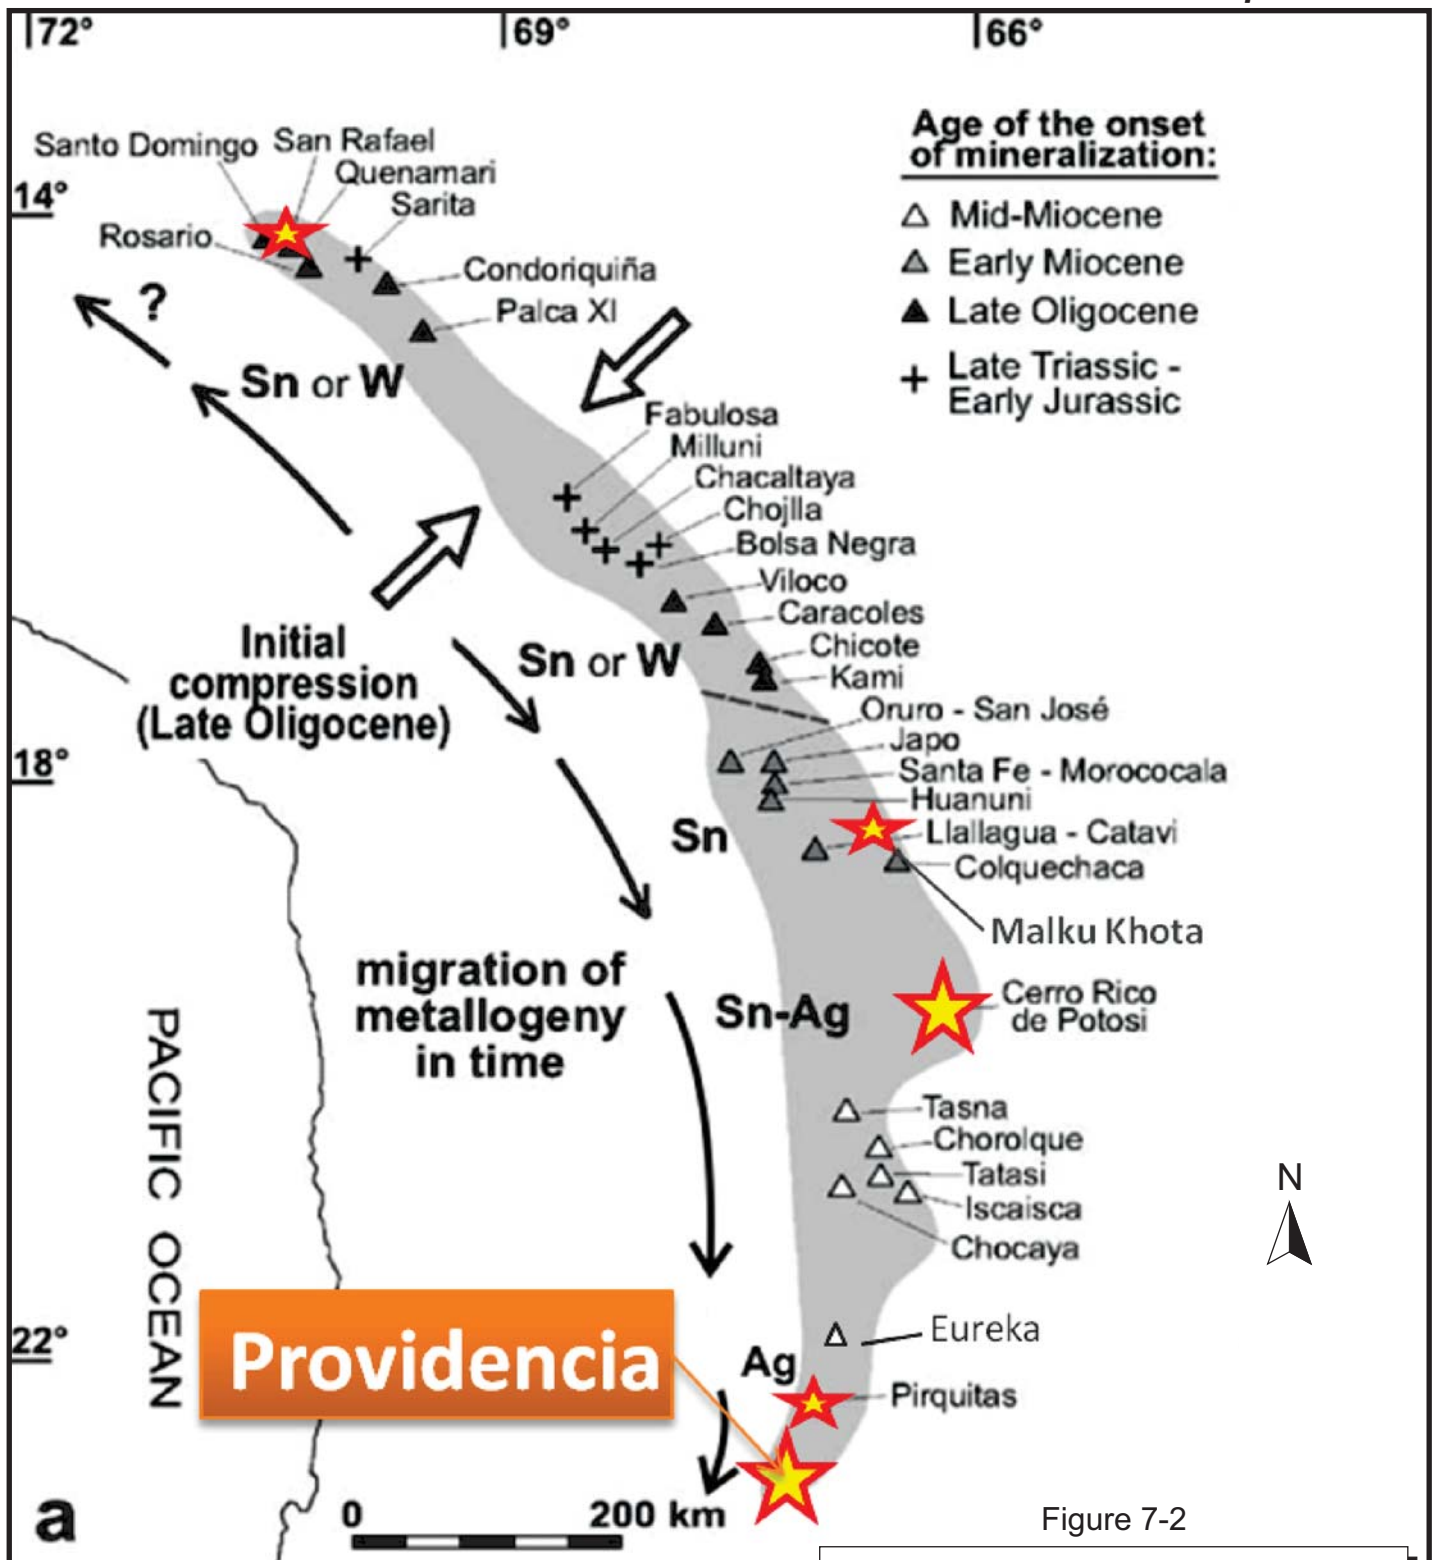 72°
69°
66°
Age of the onset
of mineralization:
Mid-Miocene
Early Miocene
Late Oligocene
Late Triassic -
Early Jurassic
Santo Domingo
San Rafael
Quenamari
Sarita
14°
Rosario
Condoriquiña
Palca XI
?
Sn or W
Fabulosa
Milluni
Chacaltaya
Chojlla
Bolsa Negra
Viloco
Caracoles
Chicote
Kami
Initial
compression
(Late Oligocene)
Sn or W
Oruro - San José
Japo
Santa Fe - Morococala
Huanuni
18°
Sn
Llallagua - Catavi
Colquechaca
Malku Khota
migration of
metallogeny
in time
Sn-Ag
Cerro Rico
de Potosi
PACIFIC OCEAN
Tasna
Chorolque
Tatasi
Iscaisca
Chocaya
N
22°
Providencia
Eureka
Ag
Pirquitas
a
0
200 km
Figure 7-2